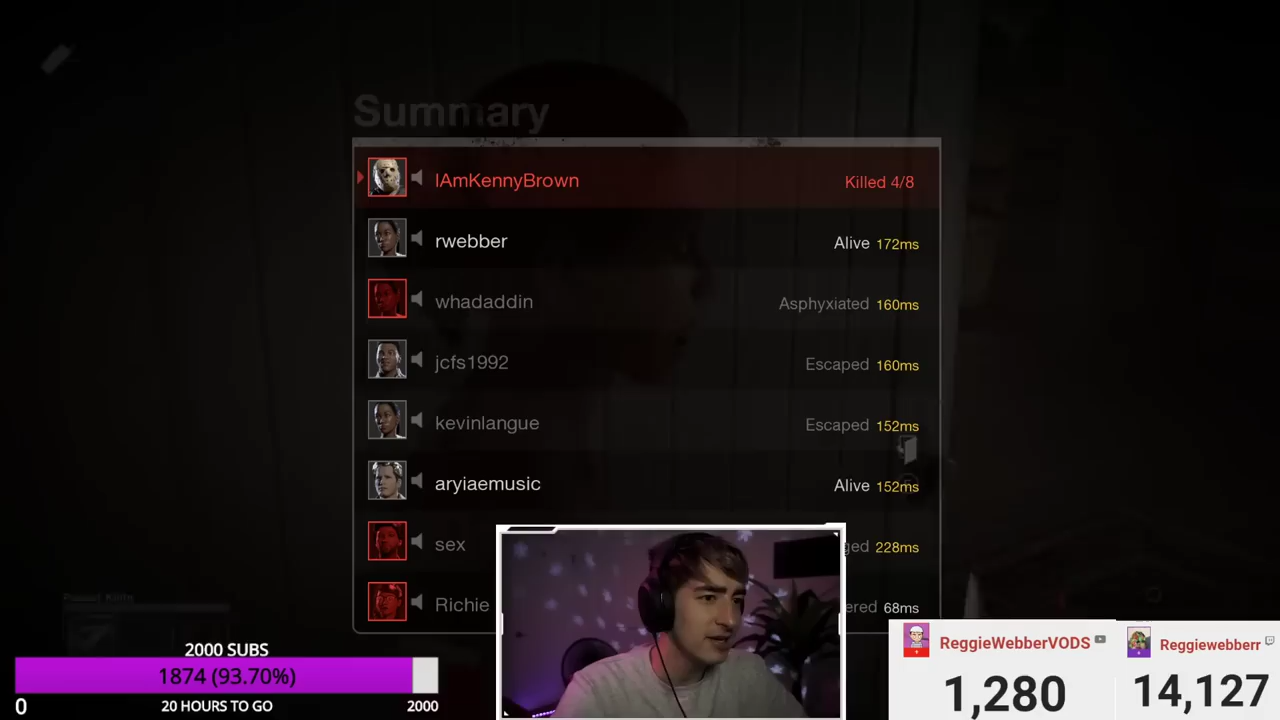 Summary
IAmKennyBrown Killed 4/8
rwebber Alive 172ms
whadaddin Asphyxiated 160ms
jcfs1992 Escaped 160ms
kevinlangue Escaped 152ms
aryiaemusic Alive 152ms
sex ged 228ms
Richie ered 68ms
2000 SUBS
1874 (93.70%)
0 20 HOURS TO GO 2000
ReggieWebberVODS Reggiewebberr
1,280 14,127